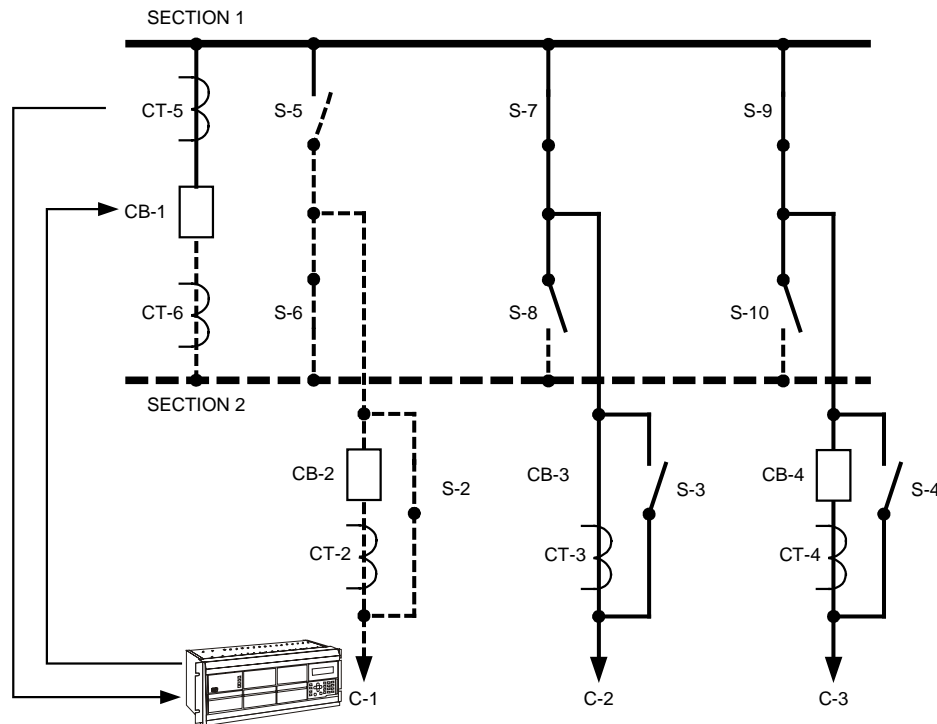 SECTION 1
CT-5
S-5
S-7
S-9
CB-1
CT-6
S-6
S-8
S-10
SECTION 2
CB-2
S-2
CB-3
S-3
CB-4
S-4
CT-2
CT-3
CT-4
C-1
C-2
C-3